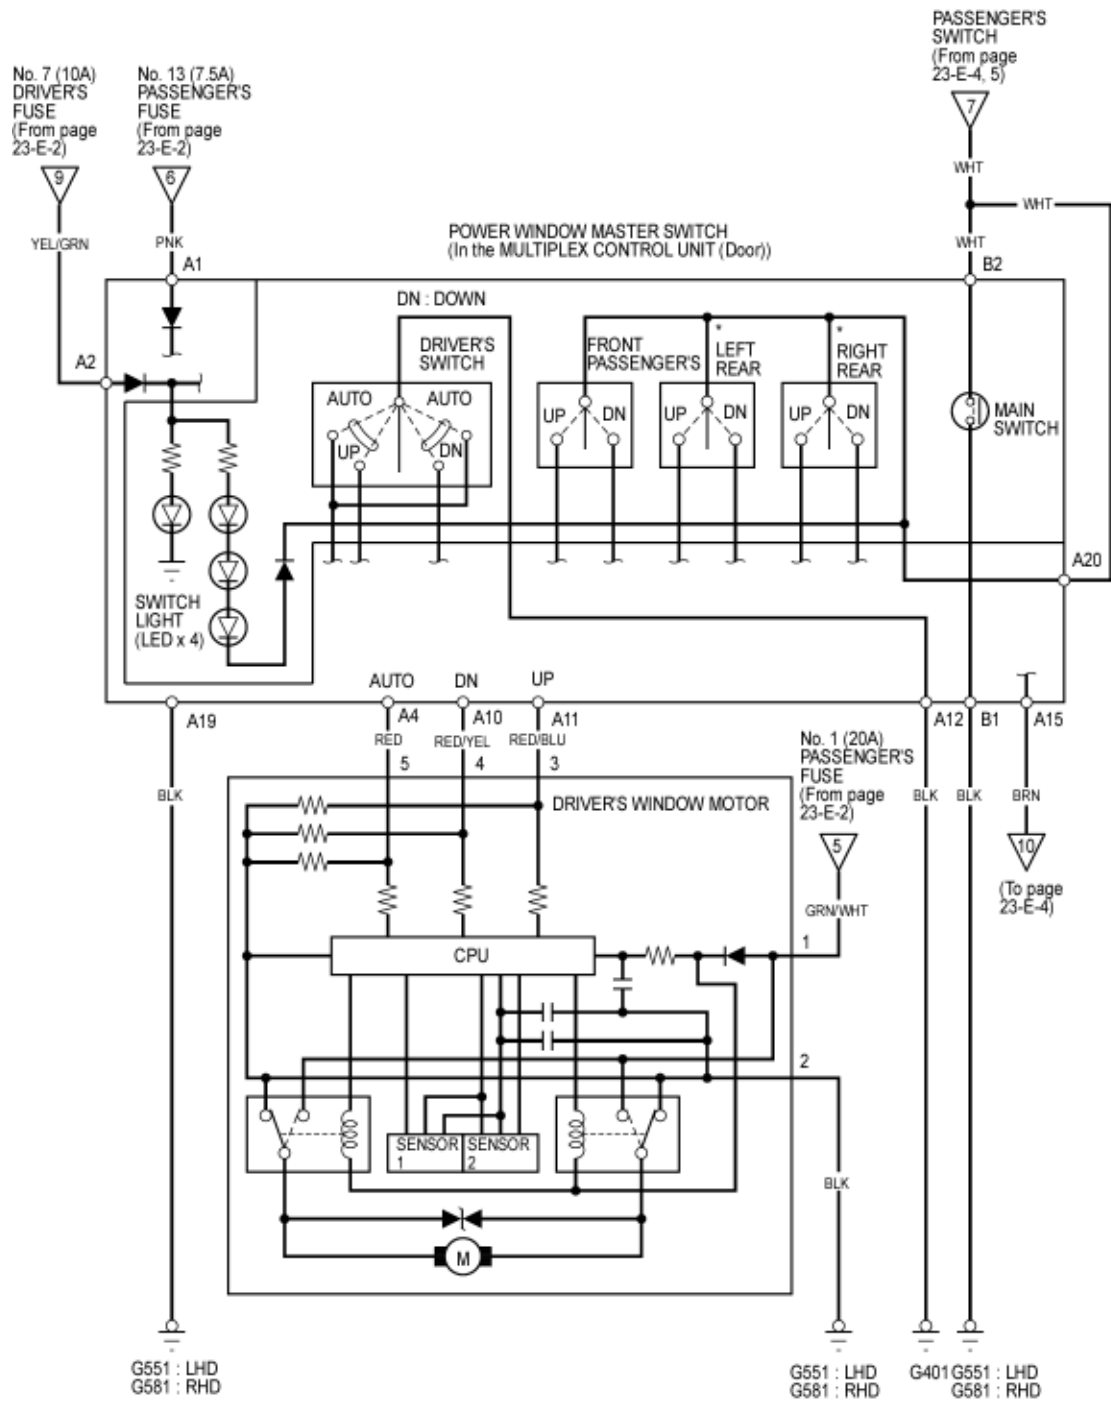 PASSENGER'S
SWITCH
(From page
23-E-4, 5)
No. 7 (10A)
DRIVER'S
FUSE
(From page
23-E-2)
No. 13 (7.5A)
PASSENGER'S
FUSE
(From page
23-E-2)
7
9
6
WHT
WHT
YEL/GRN
PNK
WHT
POWER WINDOW MASTER SWITCH
(In the MULTIPLEX CONTROL UNIT (Door))
A1
B2
DN : DOWN
A2
DRIVER'S
SWITCH
FRONT
PASSENGER'S
*
LEFT
REAR
*
RIGHT
REAR
AUTO
AUTO
UP
DN
UP
DN
UP
DN
UP
DN
MAIN
SWITCH
A20
SWITCH
LIGHT
(LED x 4)
AUTO
DN
UP
A19
A4
A10
A11
A12
B1
A15
RED
RED/YEL
RED/BLU
5
4
3
No. 1 (20A)
PASSENGER'S
FUSE
(From page
23-E-2)
BLK
BLK
BLK
BRN
DRIVER'S WINDOW MOTOR
5
10
(To page
23-E-4)
GRN/WHT
CPU
1
2
SENSOR
1
SENSOR
2
BLK
M
G551 : LHD
G581 : RHD
G551 : LHD
G581 : RHD
G401
G551 : LHD
G581 : RHD